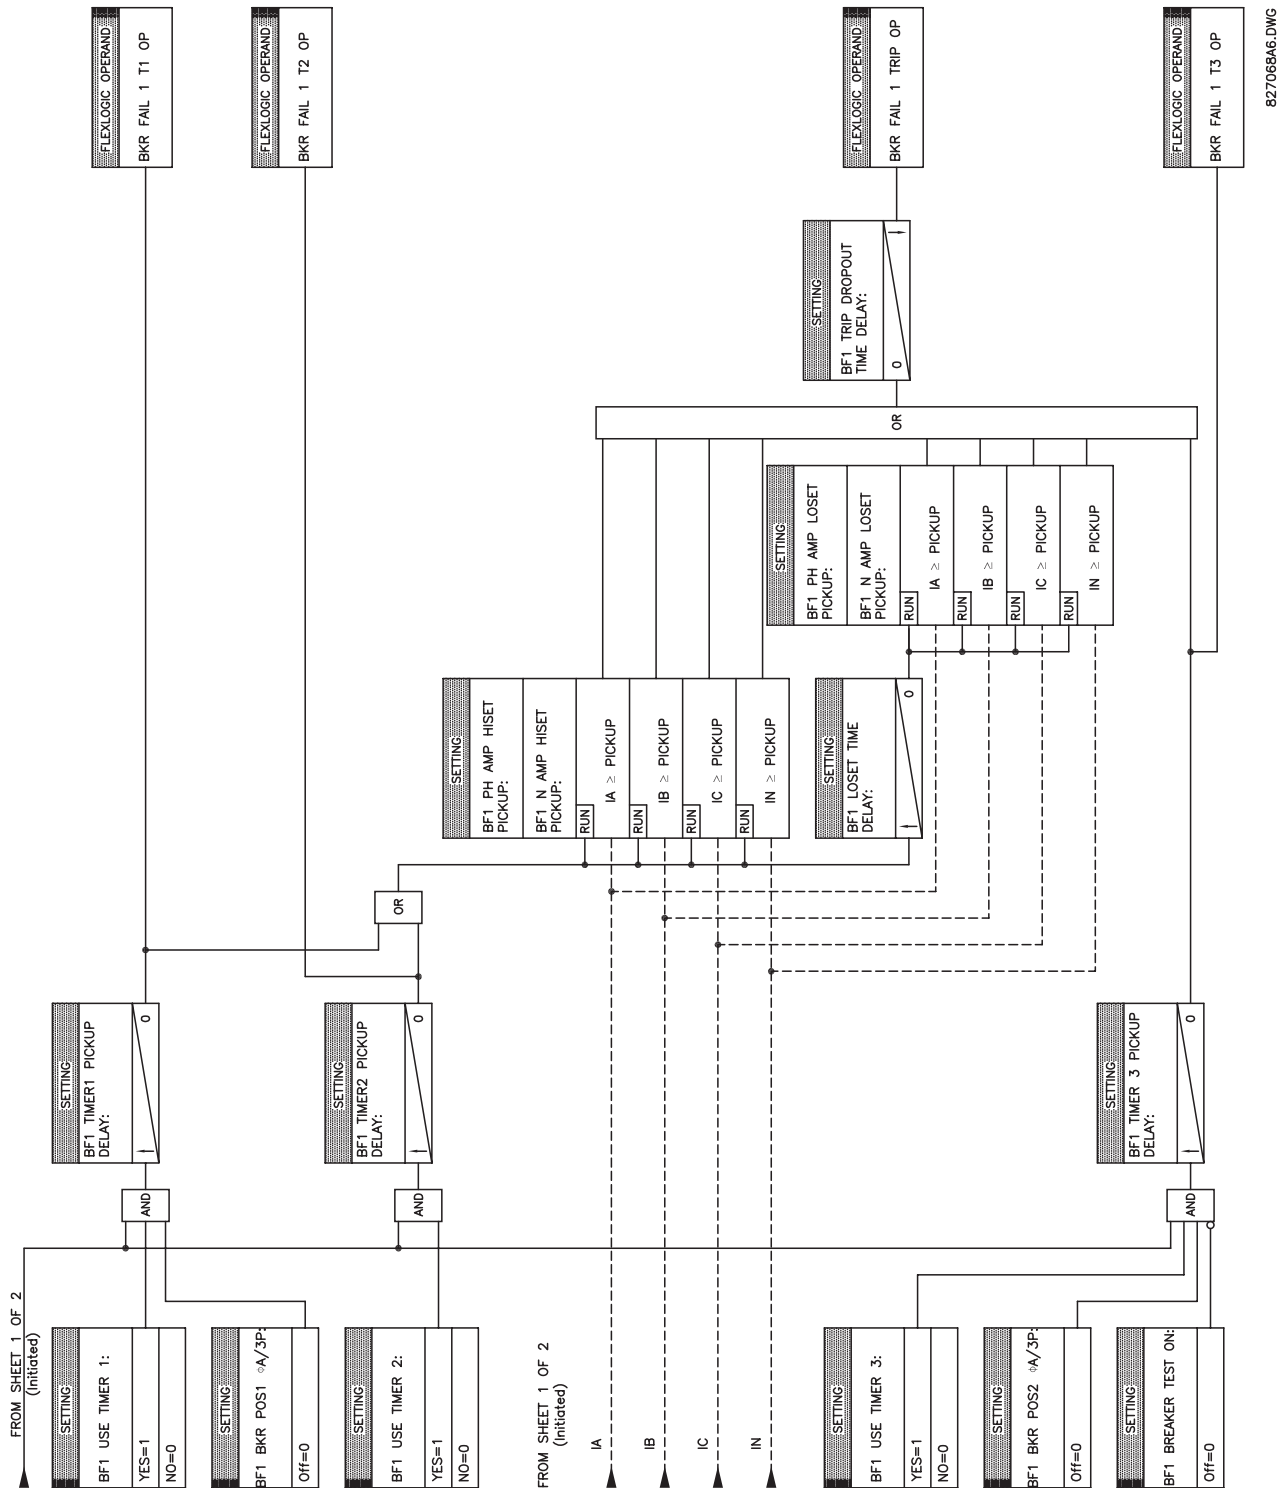 FROM SHEET 1 OF 2
(Initiated)
SETTING
BF1 USE TIMER 1:
YES=1
NO=0
SETTING
BF1 BKR POS1 ΦA/3P:
Off=0
SETTING
BF1 USE TIMER 2:
YES=1
NO=0
FROM SHEET 1 OF 2
(Initiated)
IA
IB
IC
IN
SETTING
BF1 USE TIMER 3:
YES=1
NO=0
SETTING
BF1 BKR POS2 ΦA/3P:
Off=0
SETTING
BF1 BREAKER TEST ON:
Off=0
AND
AND
AND
SETTING
BF1 TIMER1 PICKUP
DELAY:
0
SETTING
BF1 TIMER2 PICKUP
DELAY:
0
SETTING
BF1 TIMER 3 PICKUP
DELAY:
0
OR
SETTING
BF1 PH AMP HISET
PICKUP:
BF1 N AMP HISET
PICKUP:
RUN
IA ≥ PICKUP
RUN
IB ≥ PICKUP
RUN
IC ≥ PICKUP
RUN
IN ≥ PICKUP
SETTING
BF1 LOSET TIME
DELAY:
0
SETTING
BF1 PH AMP LOSET
PICKUP:
BF1 N AMP LOSET
PICKUP:
RUN
IA ≥ PICKUP
RUN
IB ≥ PICKUP
RUN
IC ≥ PICKUP
RUN
IN ≥ PICKUP
OR
SETTING
BF1 TRIP DROPOUT
TIME DELAY:
0
FLEXLOGIC OPERAND
BKR FAIL 1 T1 OP
FLEXLOGIC OPERAND
BKR FAIL 1 T2 OP
FLEXLOGIC OPERAND
BKR FAIL 1 TRIP OP
FLEXLOGIC OPERAND
BKR FAIL 1 T3 OP
827068A6.DWG